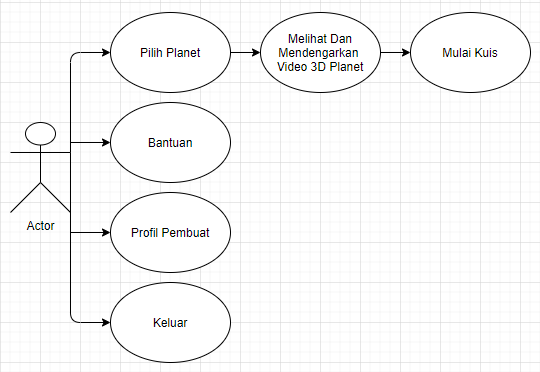 Pilih Planet
Melihat Dan
Mendengarkan
Video 3D Planet
Mulai Kuis
Bantuan
Actor
Profil Pembuat
Keluar